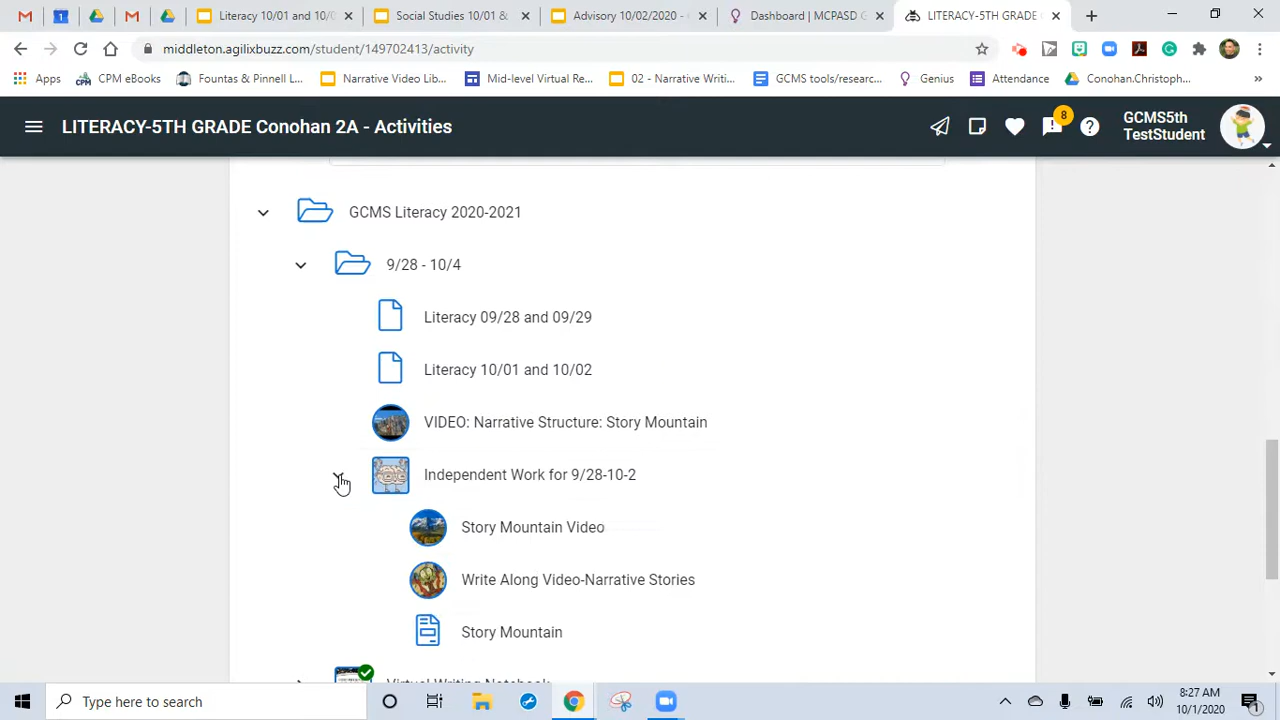 Literacy 10/01 and 10/0
Social Studies 10/01 &
Advisory 10/02/2020 -
Dashboard | MCPASD G
LITERACY-5TH GRADE
middleton.agilixbuzz.com/student/149702413/activity
Apps
CPM eBooks
Fountas & Pinnell L...
Narrative Video Lib...
Mid-level Virtual Re...
02 - Narrative Writi...
GCMS tools/researc...
Genius
Attendance
Conohan.Christoph...
»
LITERACY-5TH GRADE Conohan 2A - Activities
8
GCMS5th
TestStudent
GCMS Literacy 2020-2021
9/28 - 10/4
Literacy 09/28 and 09/29
Literacy 10/01 and 10/02
VIDEO: Narrative Structure: Story Mountain
Independent Work for 9/28-10-2
Story Mountain Video
Write Along Video-Narrative Stories
Story Mountain
Virtual Writing Notebook
Type here to search
8:27 AM
10/1/2020